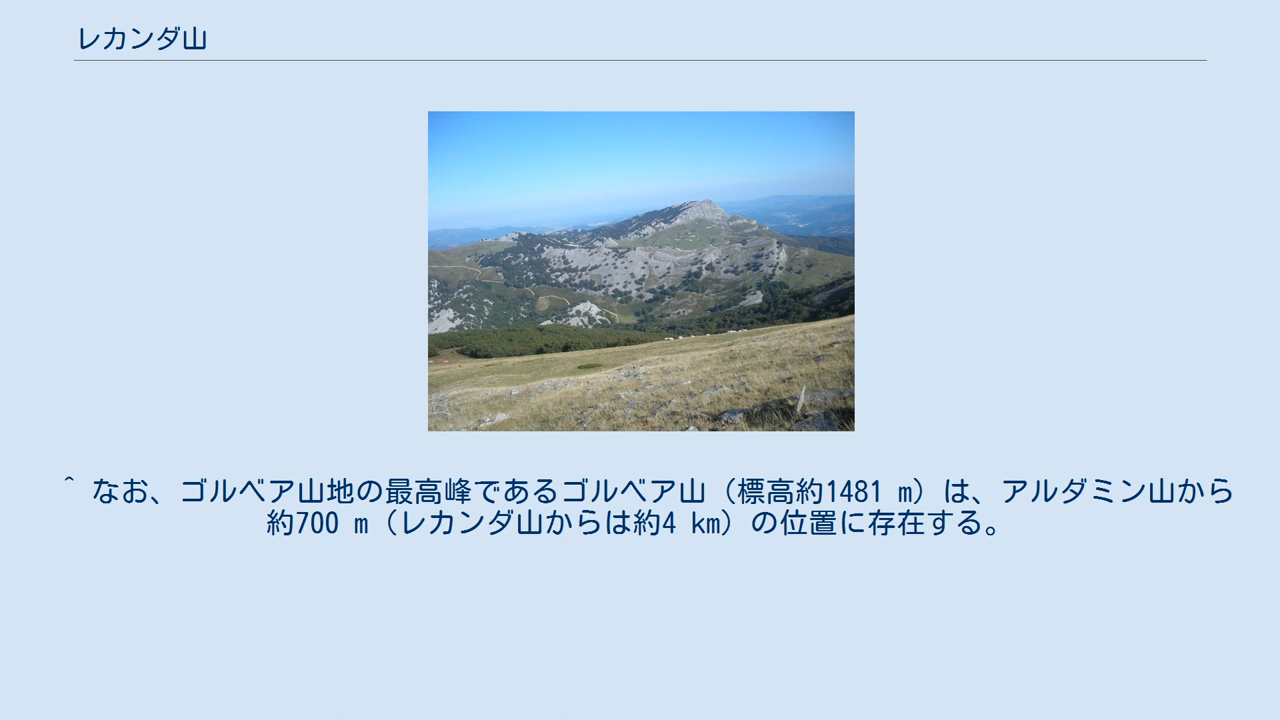 レカンダ山
^ なお、ゴルベア山地の最高峰であるゴルベア山（標高約1481 m）は、アルダミン山から
約700 m（レカンダ山からは約4 km）の位置に存在する。